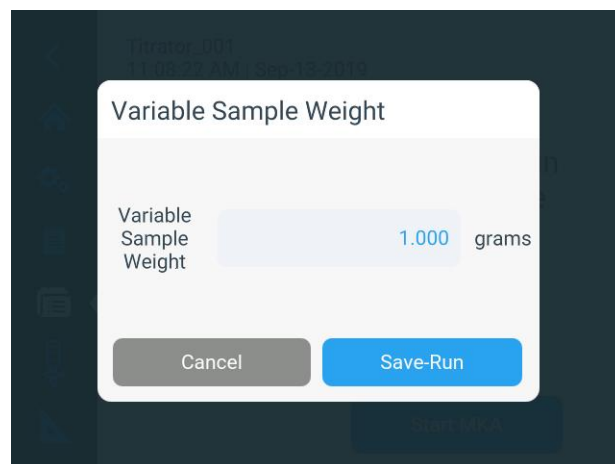 Titrator_001
11:08:22 AM | Sep-13-2019
Variable Sample Weight
Variable
Sample
Weight
1.000 grams
Cancel
Save-Run
Start MKA